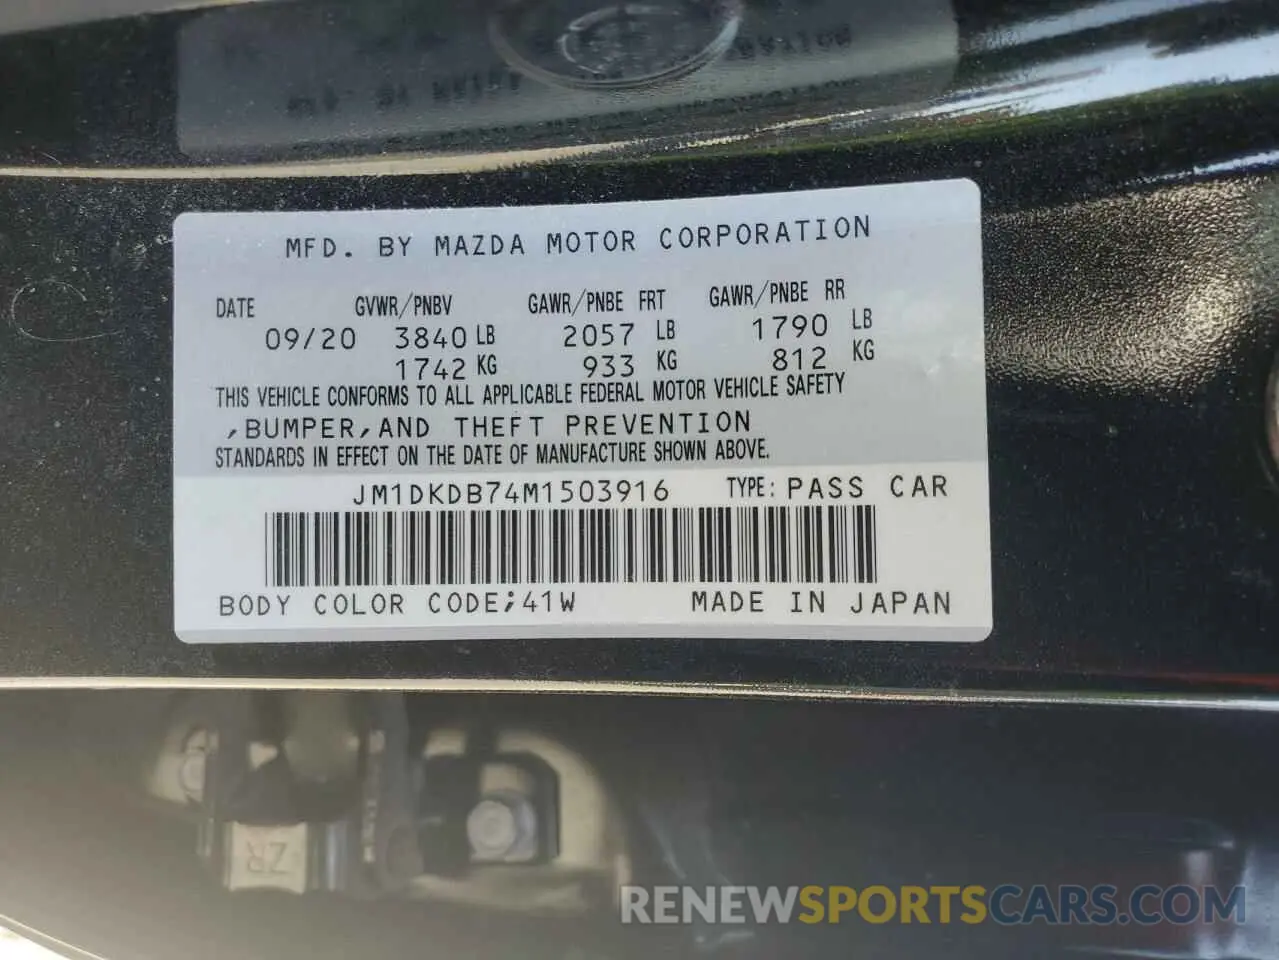 MFD. BY MAZDA MOTOR CORPORATION
DATE GVWR/PNBV GAWR/PNBE FRT GAWR/PNBE RR
09/20 3840 LB 2057 LB 1790 LB
1742 KG 933 KG 812 KG
THIS VEHICLE CONFORMS TO ALL APPLICABLE FEDERAL MOTOR VEHICLE SAFETY
,BUMPER,AND THEFT PREVENTION
STANDARDS IN EFFECT ON THE DATE OF MANUFACTURE SHOWN ABOVE.
JM1DKDB74M1503916 TYPE: PASS CAR
BODY COLOR CODE;41W MADE IN JAPAN
ZR
RENEWSPORTSCARS.COM